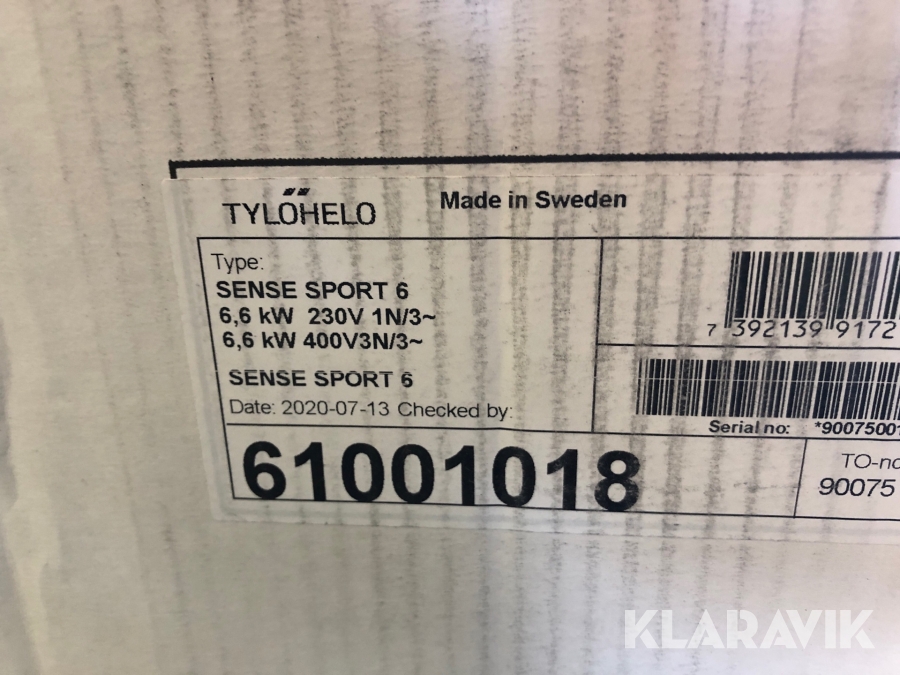 TYLÖHELO
Made in Sweden
Type:
SENSE SPORT 6
6,6 kW 230V 1N/3~
6,6 kW 400V3N/3~
SENSE SPORT 6
Date: 2020-07-13 Checked by:
7 392139 9172
Serial no: *9007500
61001018
TO-no
90075
KLARAVIK